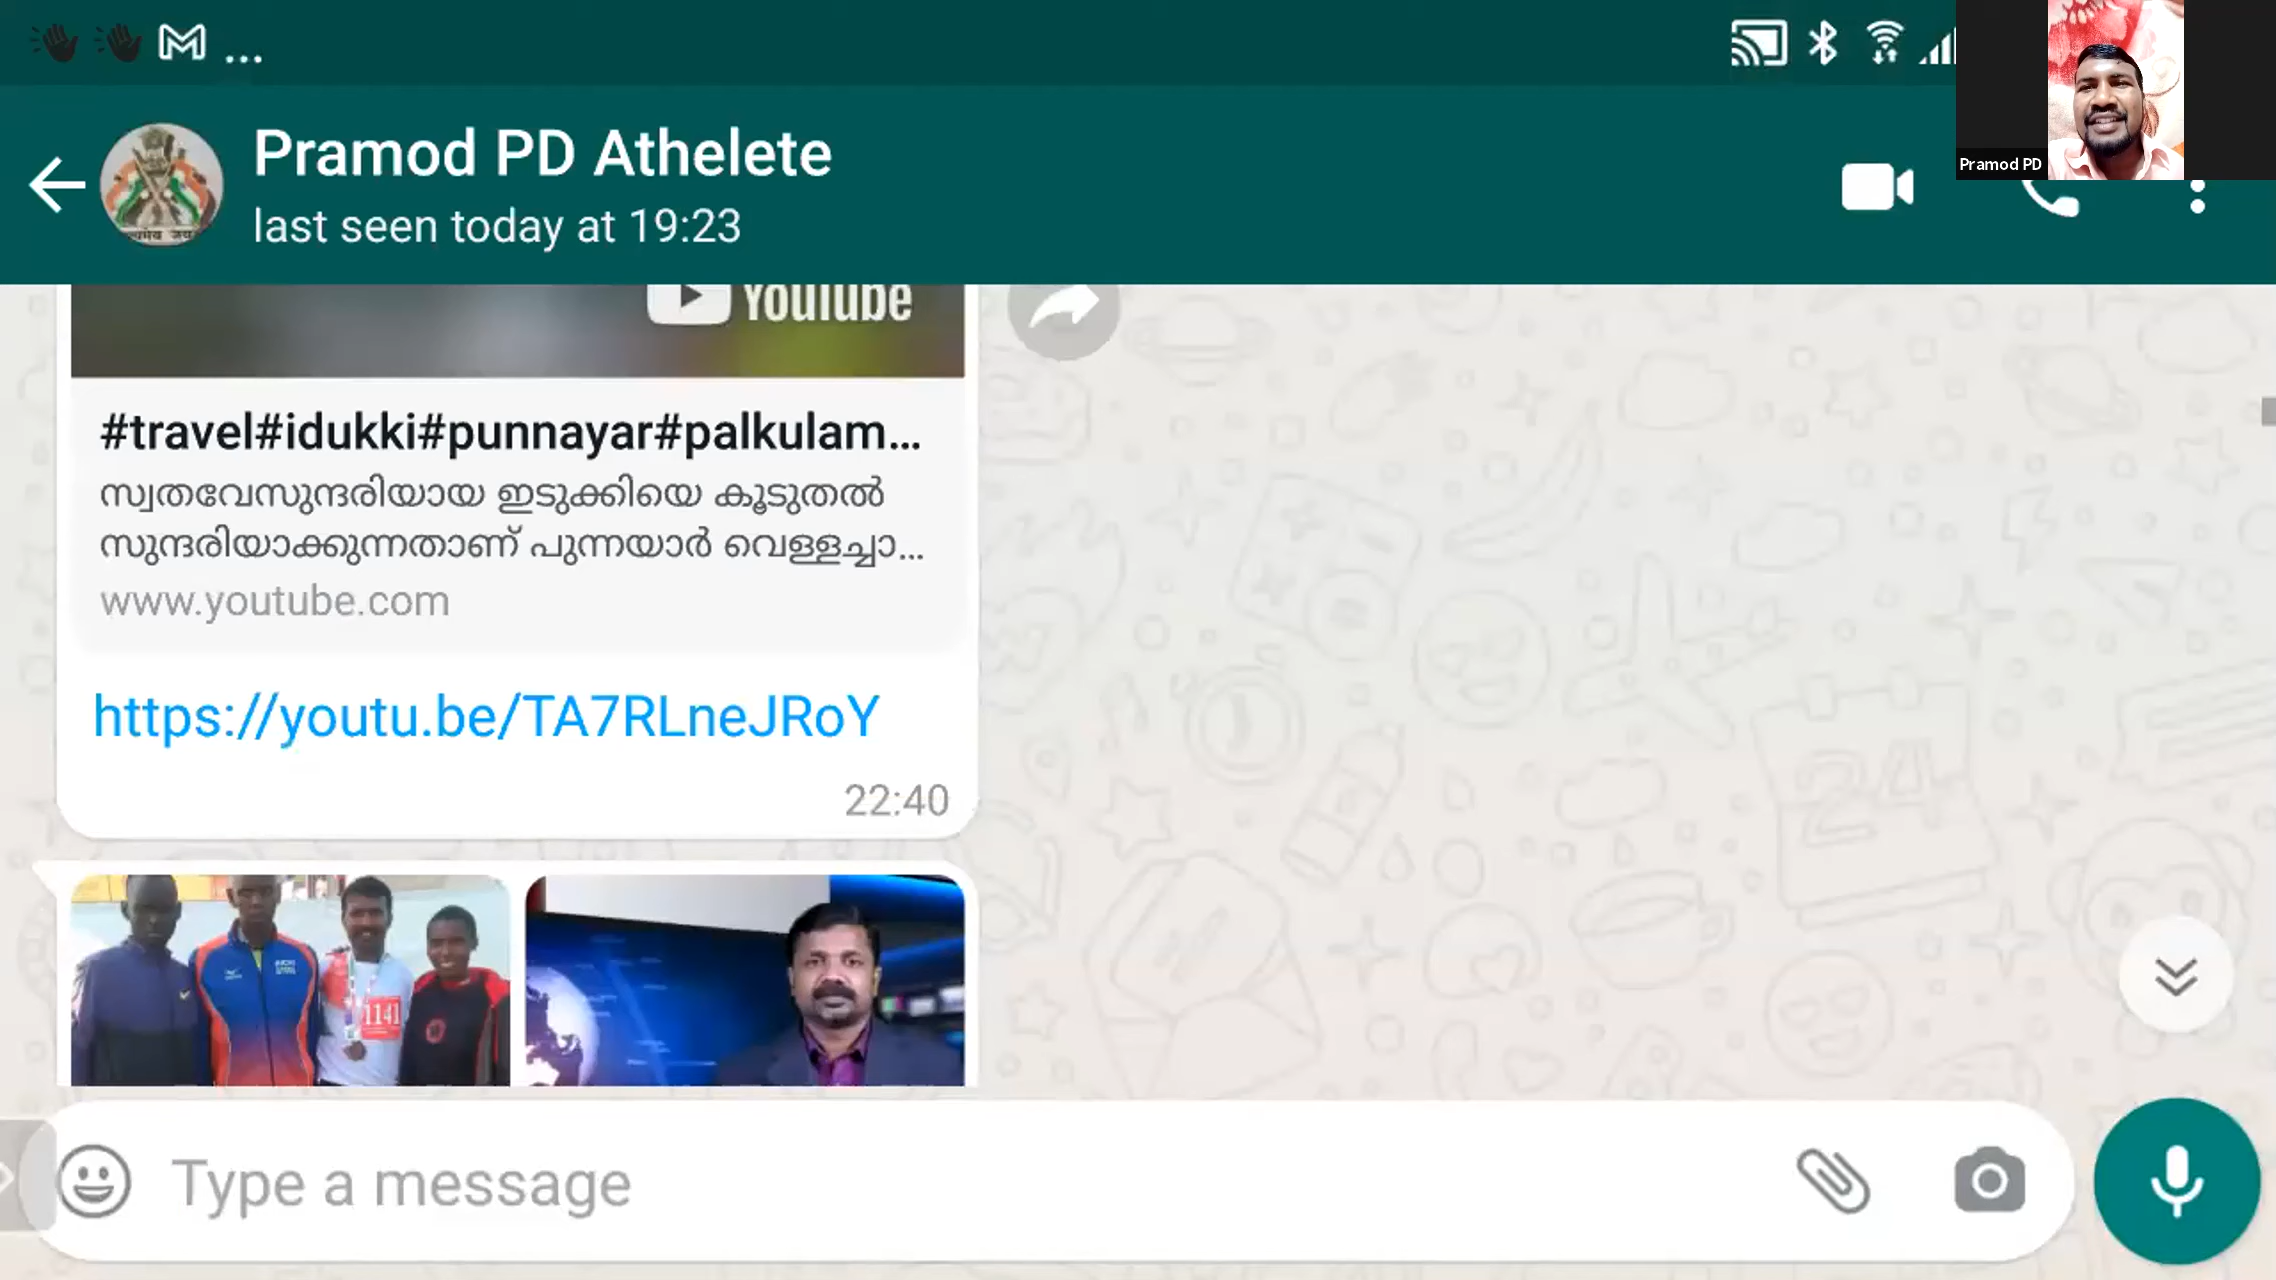 Pramod PD Athelete
last seen today at 19:23
Pramod PD
YouTube
#travel#idukki#punnayar#palkulam...
സ്വതവേസുന്ദരിയായ ഇടുക്കിയെ കൂടുതൽ
സുന്ദരിയാക്കുന്നതാണ് പുന്നയാർ വെള്ളച്ചാ...
www.youtube.com
https://youtu.be/TA7RLneJRoY
22:40
1141
Type a message